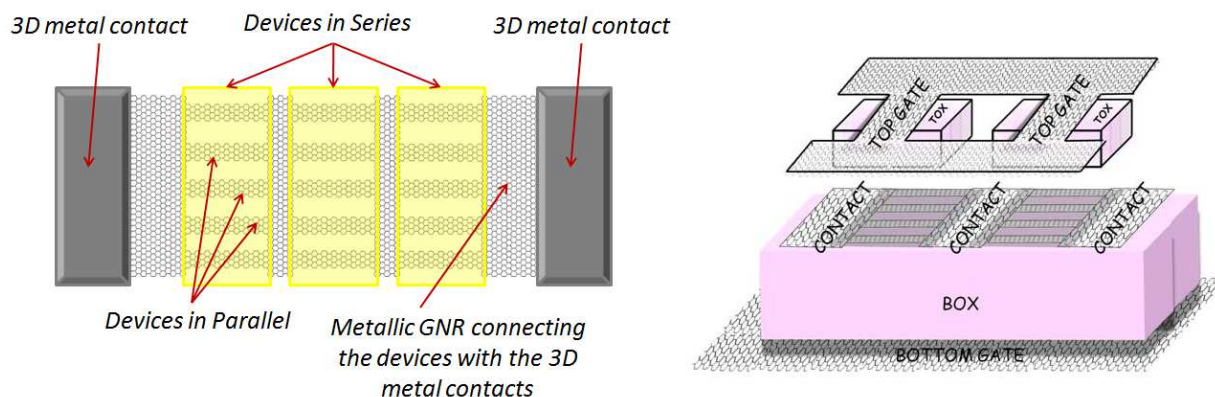 3D metal contact
Devices in Series
3D metal contact
Devices in Parallel
Metallic GNR connecting
the devices with the 3D
metal contacts
TOP GATE
TOX
TOP GATE
TOX
CONTACT
CONTACT
CONTACT
BOX
BOTTOM GATE